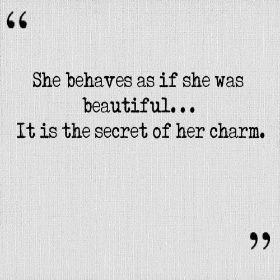 “
She behaves as if she was
beautiful...
It is the secret of her charm.
”